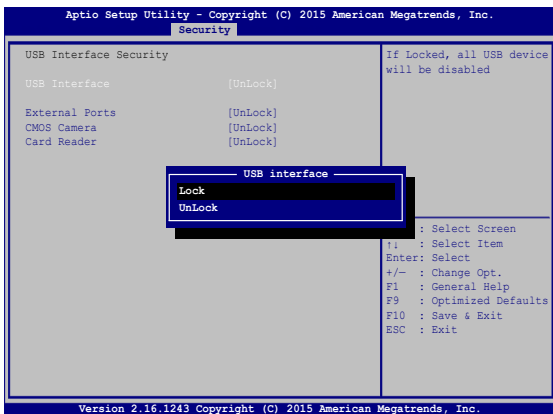 Aptio Setup Utility - Copyright (C) 2015 American Megatrends, Inc.
Security
USB Interface Security
USB Interface [UnLock]
External Ports [UnLock]
CMOS Camera [UnLock]
Card Reader [UnLock]
If Locked, all USB device
will be disabled
USB interface
Lock
UnLock
: Select Screen
↑↓ : Select Item
Enter: Select
+/— : Change Opt.
F1 : General Help
F9 : Optimized Defaults
F10 : Save & Exit
ESC : Exit
Version 2.16.1243 Copyright (C) 2015 American Megatrends, Inc.